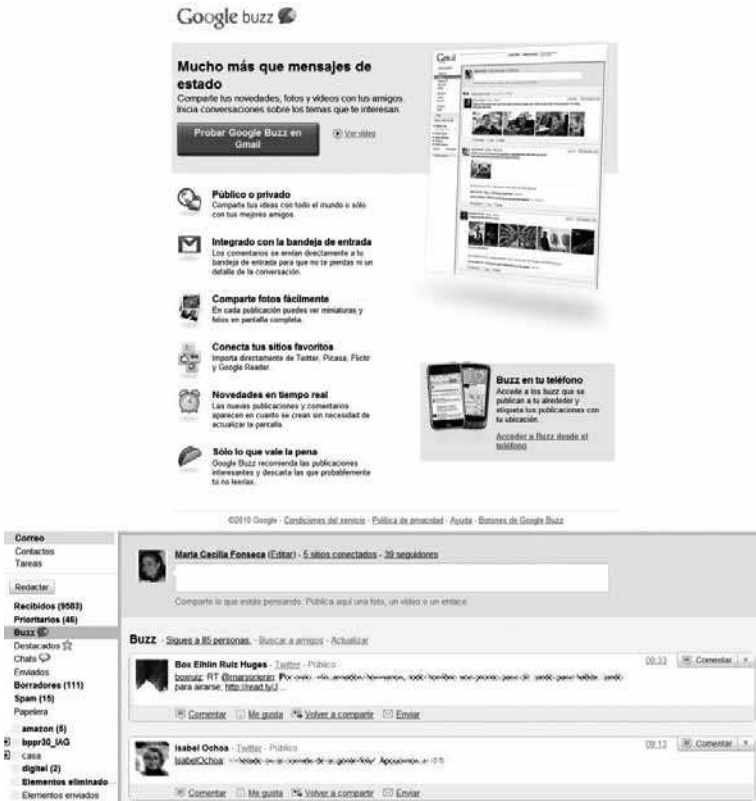 Google buzz
Mucho más que mensajes de
estado
Comparte tus novedades, fotos y vídeos con tus amigos.
Inicia conversaciones sobre los temas que te interesan.
Probar Google Buzz en
Gmail
Ver vídeo
Gmail
Público o privado
Comparte tus ideas con todo el mundo o sólo
con tus mejores amigos.
Integrado con la bandeja de entrada
Los comentarios se envían directamente a tu
bandeja de entrada para que no te pierdas ni un
detalle de la conversación.
Comparte fotos fácilmente
En cada publicación puedes ver miniaturas y
fotos en pantalla completa.
Conecta tus sitios favoritos
Importa directamente de Twitter, Picasa, Flickr
y Google Reader.
Novedades en tiempo real
Las nuevas publicaciones y comentarios
aparecen en cuanto se crean sin necesidad de
actualizar la pantalla.
Sólo lo que vale la pena
Google Buzz recomienda las publicaciones
interesantes y descarta las que probablemente
tú no leerías.
Buzz en tu teléfono
Accede a los buzz que se
publican a tu alrededor y
etiqueta tus publicaciones con
tu ubicación.
Acceder a Buzz desde el
teléfono
©2010 Google - Condiciones del servicio - Política de privacidad - Ayuda - Botones de Google Buzz
Correo
Contactos
Tareas
Redactar
Recibidos (9583)
Prioritarios (46)
Buzz
Destacados
Chats
Enviados
Borradores (111)
Spam (15)
Papelera
amazon (5)
bppr30_IAG
casa
digitel (2)
Elementos eliminado
Elementos enviados
Maria Cecilia Fonseca (Editar) - 5 sitios conectados - 39 seguidores
Comparte lo que estás pensando. Publica aquí una foto, un vídeo o un enlace.
Buzz - Sigues a 85 personas. - Buscar a amigos - Actualizar
Box Elhlin Ruiz Hugas - Twitter - Público
09:33
Comentar
boxruiz: RT
para airarse; http://read.ly/J ...
Comentar Me gusta Volver a compartir Enviar
Isabel Ochoa - Twitter - Público
09:13
Comentar
IsabelOchoa:
Comentar Me gusta Volver a compartir Enviar